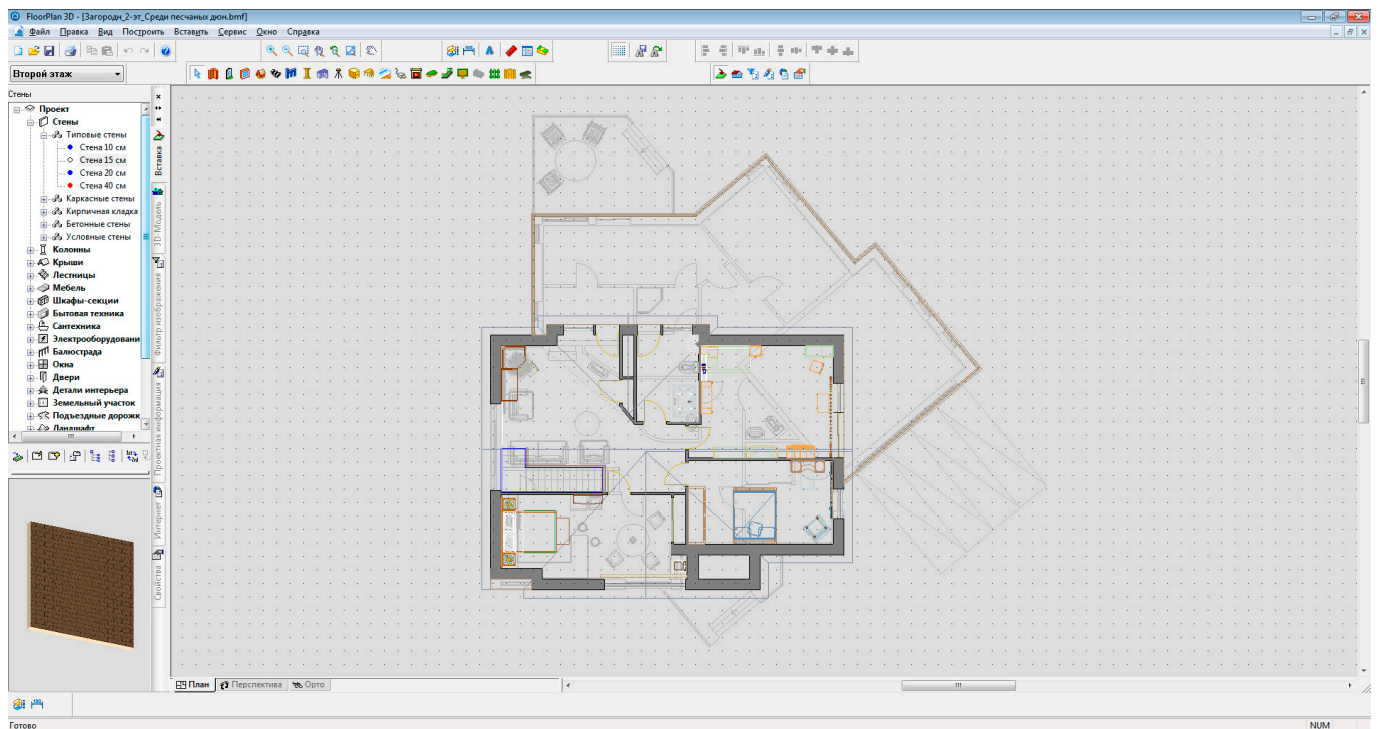 FloorPlan 3D - [Загородн_2-эт_Среди песчаных дюн.bmf]
Файл Правка Вид Построить Вставить Сервис Окно Справка
Второй этаж
Стены
Проект
Стены
Типовые стены
Стена 10 см
Стена 15 см
Стена 20 см
Стена 40 см
Каркасные стены
Кирпичная кладка
Бетонные стены
Условные стены
Колонны
Крыши
Лестницы
Мебель
Шкафы-секции
Бытовая техника
Сантехника
Электрооборудовани
Балюстрада
Окна
Двери
Детали интерьера
Земельный участок
Подъездные дорожк
Ландшафт
Вставка
3D-Модель
Фильтр изображения
Проектная информация
Интернет
Свойства
План Перспектива Орто
Готово
NUM